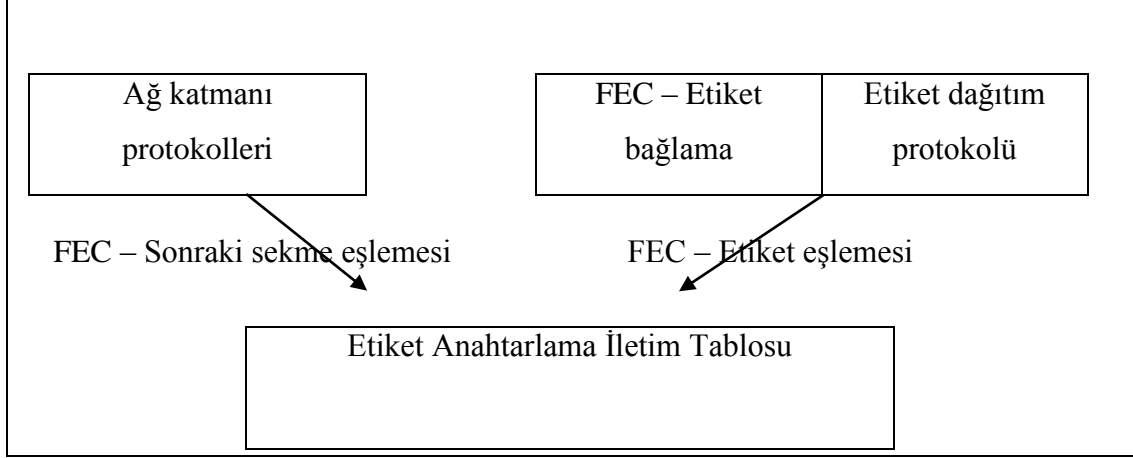 Ağ katmanı
protokolleri
FEC – Etiket
bağlama
Etiket dağıtım
protokolü
FEC – Sonraki sekme eşlemesi
FEC – Etiket eşlemesi
Etiket Anahtarlama İletim Tablosu